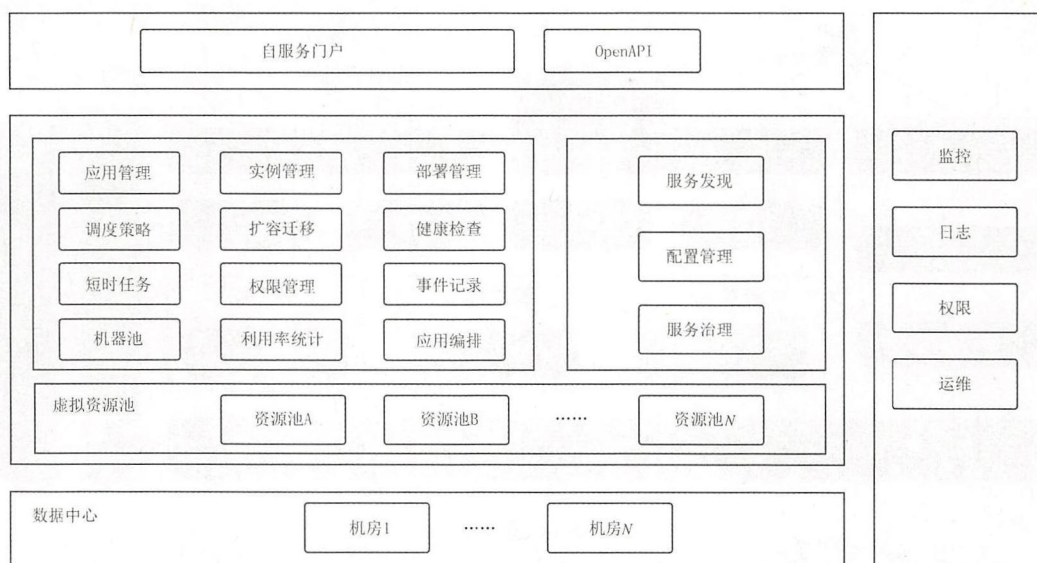 自服务门户
OpenAPI
应用管理
实例管理
部署管理
调度策略
扩容迁移
健康检查
短时任务
权限管理
事件记录
机器池
利用率统计
应用编排
服务发现
配置管理
服务治理
虚拟资源池
资源池A
资源池B
……
资源池N
数据中心
机房1
……
机房N
监控
日志
权限
运维